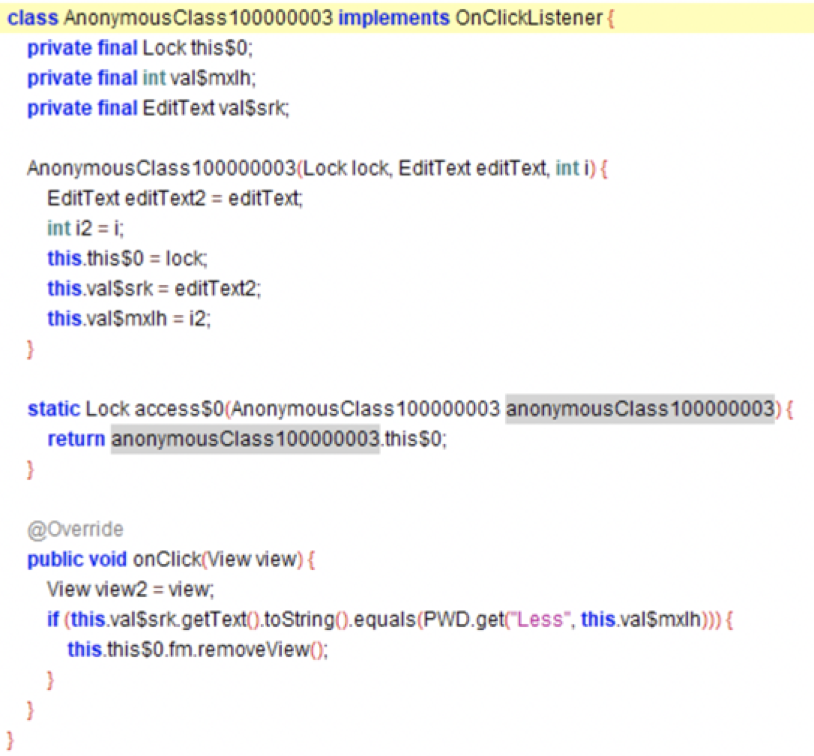 class AnonymousClass100000003 implements OnClickListener {
private final Lock this$0;
private final int val$mxlh;
private final EditText val$srk;
AnonymousClass100000003(Lock lock, EditText editText, int i) {
EditText editText2 = editText;
int i2 = i;
this.this$0 = lock;
this.val$srk = editText2;
this.val$mxlh = i2;
}
static Lock access$0(AnonymousClass100000003 anonymousClass100000003) {
return anonymousClass100000003.this$0;
}
@Override
public void onClick(View view) {
View view2 = view;
if (this.val$srk.getText().toString().equals(PWD.get("Less", this.val$mxlh))) {
this.this$0.fm.removeView();
}
}
}